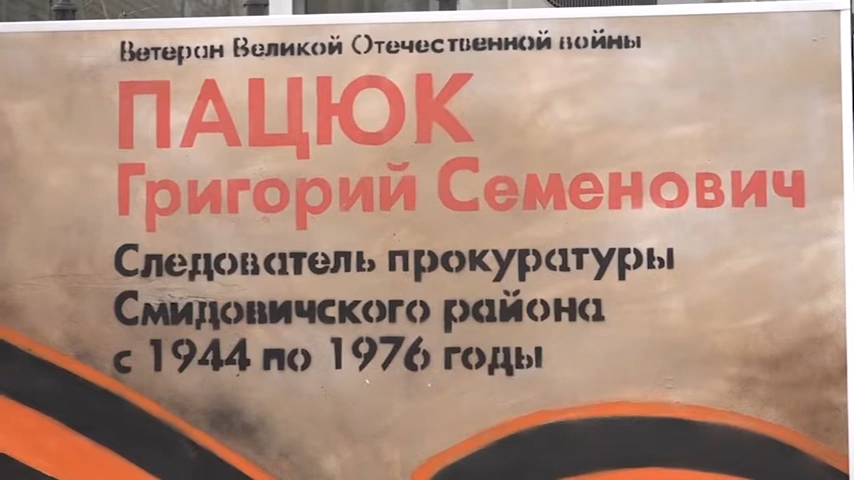 Ветеран Великой Отечественной войны
ПАЦЮК
Григорий Семенович
Следователь прокуратуры
Смидовичского района
с 1944 по 1976 годы